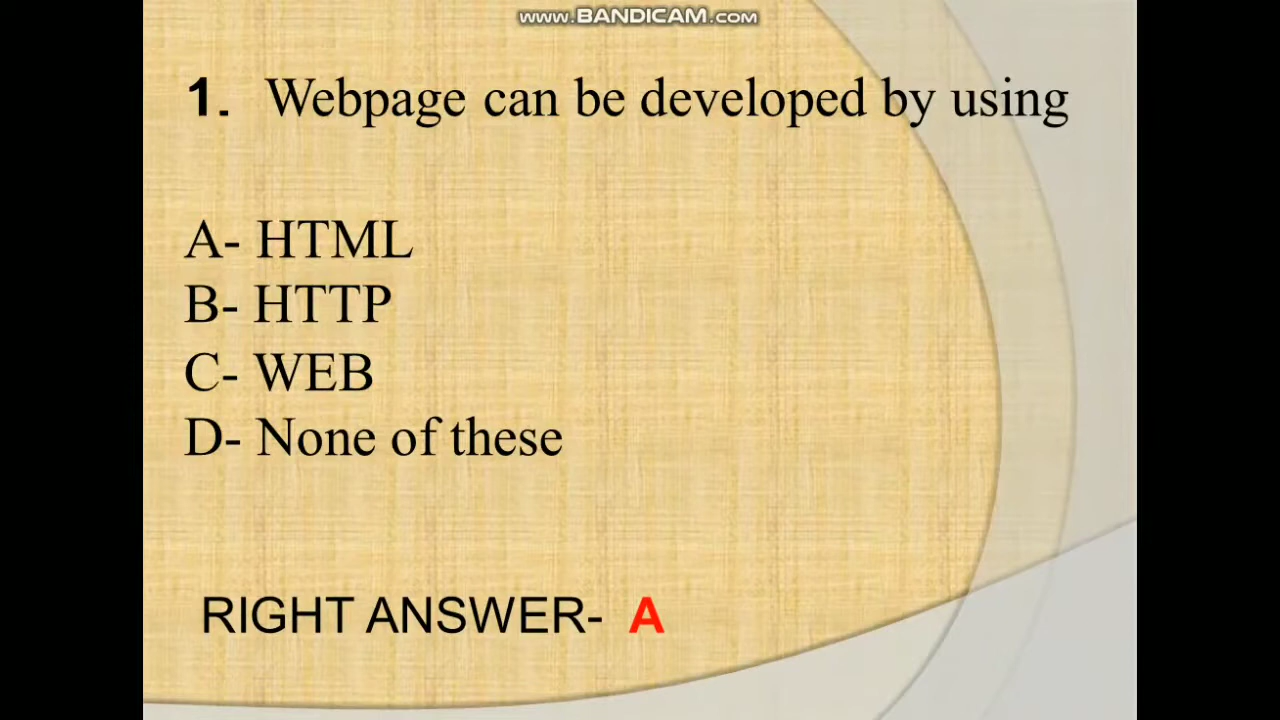 www.BANDICAM.com
1. Webpage can be developed by using
A- HTML
B- HTTP
C- WEB
D- None of these
RIGHT ANSWER- A